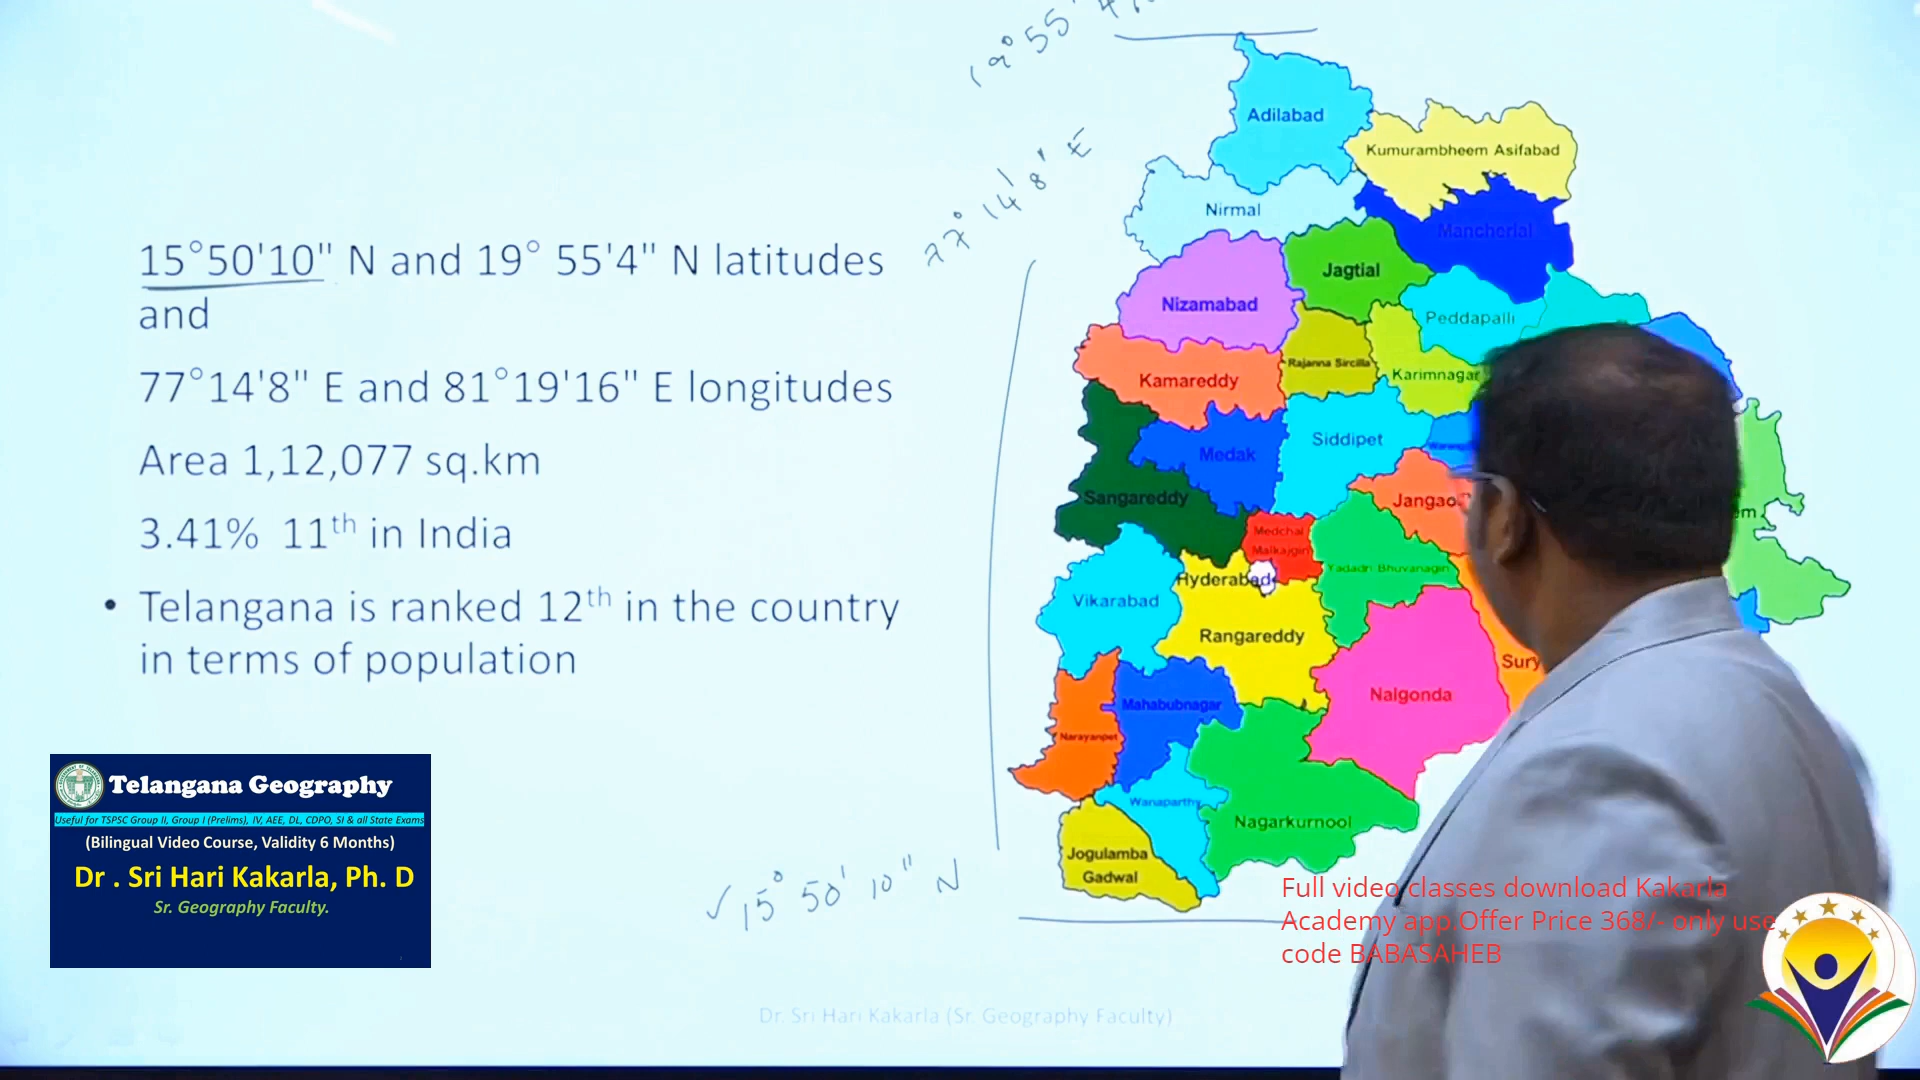 19° 55' 4
77° 14' 8' E
15°50'10" N and 19° 55'4" N latitudes
and
77°14'8" E and 81°19'16" E longitudes
Area 1,12,077 sq.km
3.41% 11th in India
• Telangana is ranked 12th in the country
in terms of population
✓15° 50' 10" N
Adilabad
Kumurambheem Asifabad
Nirmal
Mancherial
Jagtial
Nizamabad
Peddapalli
Rajanna Sircilla
Karimnagar
Kamareddy
Siddipet
Medak
Sangareddy
Jangao
em
Medchal
Malkajgiri
Yadadri Bhuvanagiri
Hyderabad
Vikarabad
Rangareddy
Sury
Nalgonda
Mahabubnagar
Narayanpet
Wanaparthy
Nagarkurnool
Jogulamba
Gadwal
Telangana Geography
Useful for TSPSC Group II, Group I (Prelims), IV, AEE, DL, CDPO, SI & all State Exams
(Bilingual Video Course, Validity 6 Months)
Dr . Sri Hari Kakarla, Ph. D
Sr. Geography Faculty.
Full video classes download Kakarla
Academy app.Offer Price 368/- only use
code BABASAHEB
Dr. Sri Hari Kakarla (Sr. Geography Faculty)